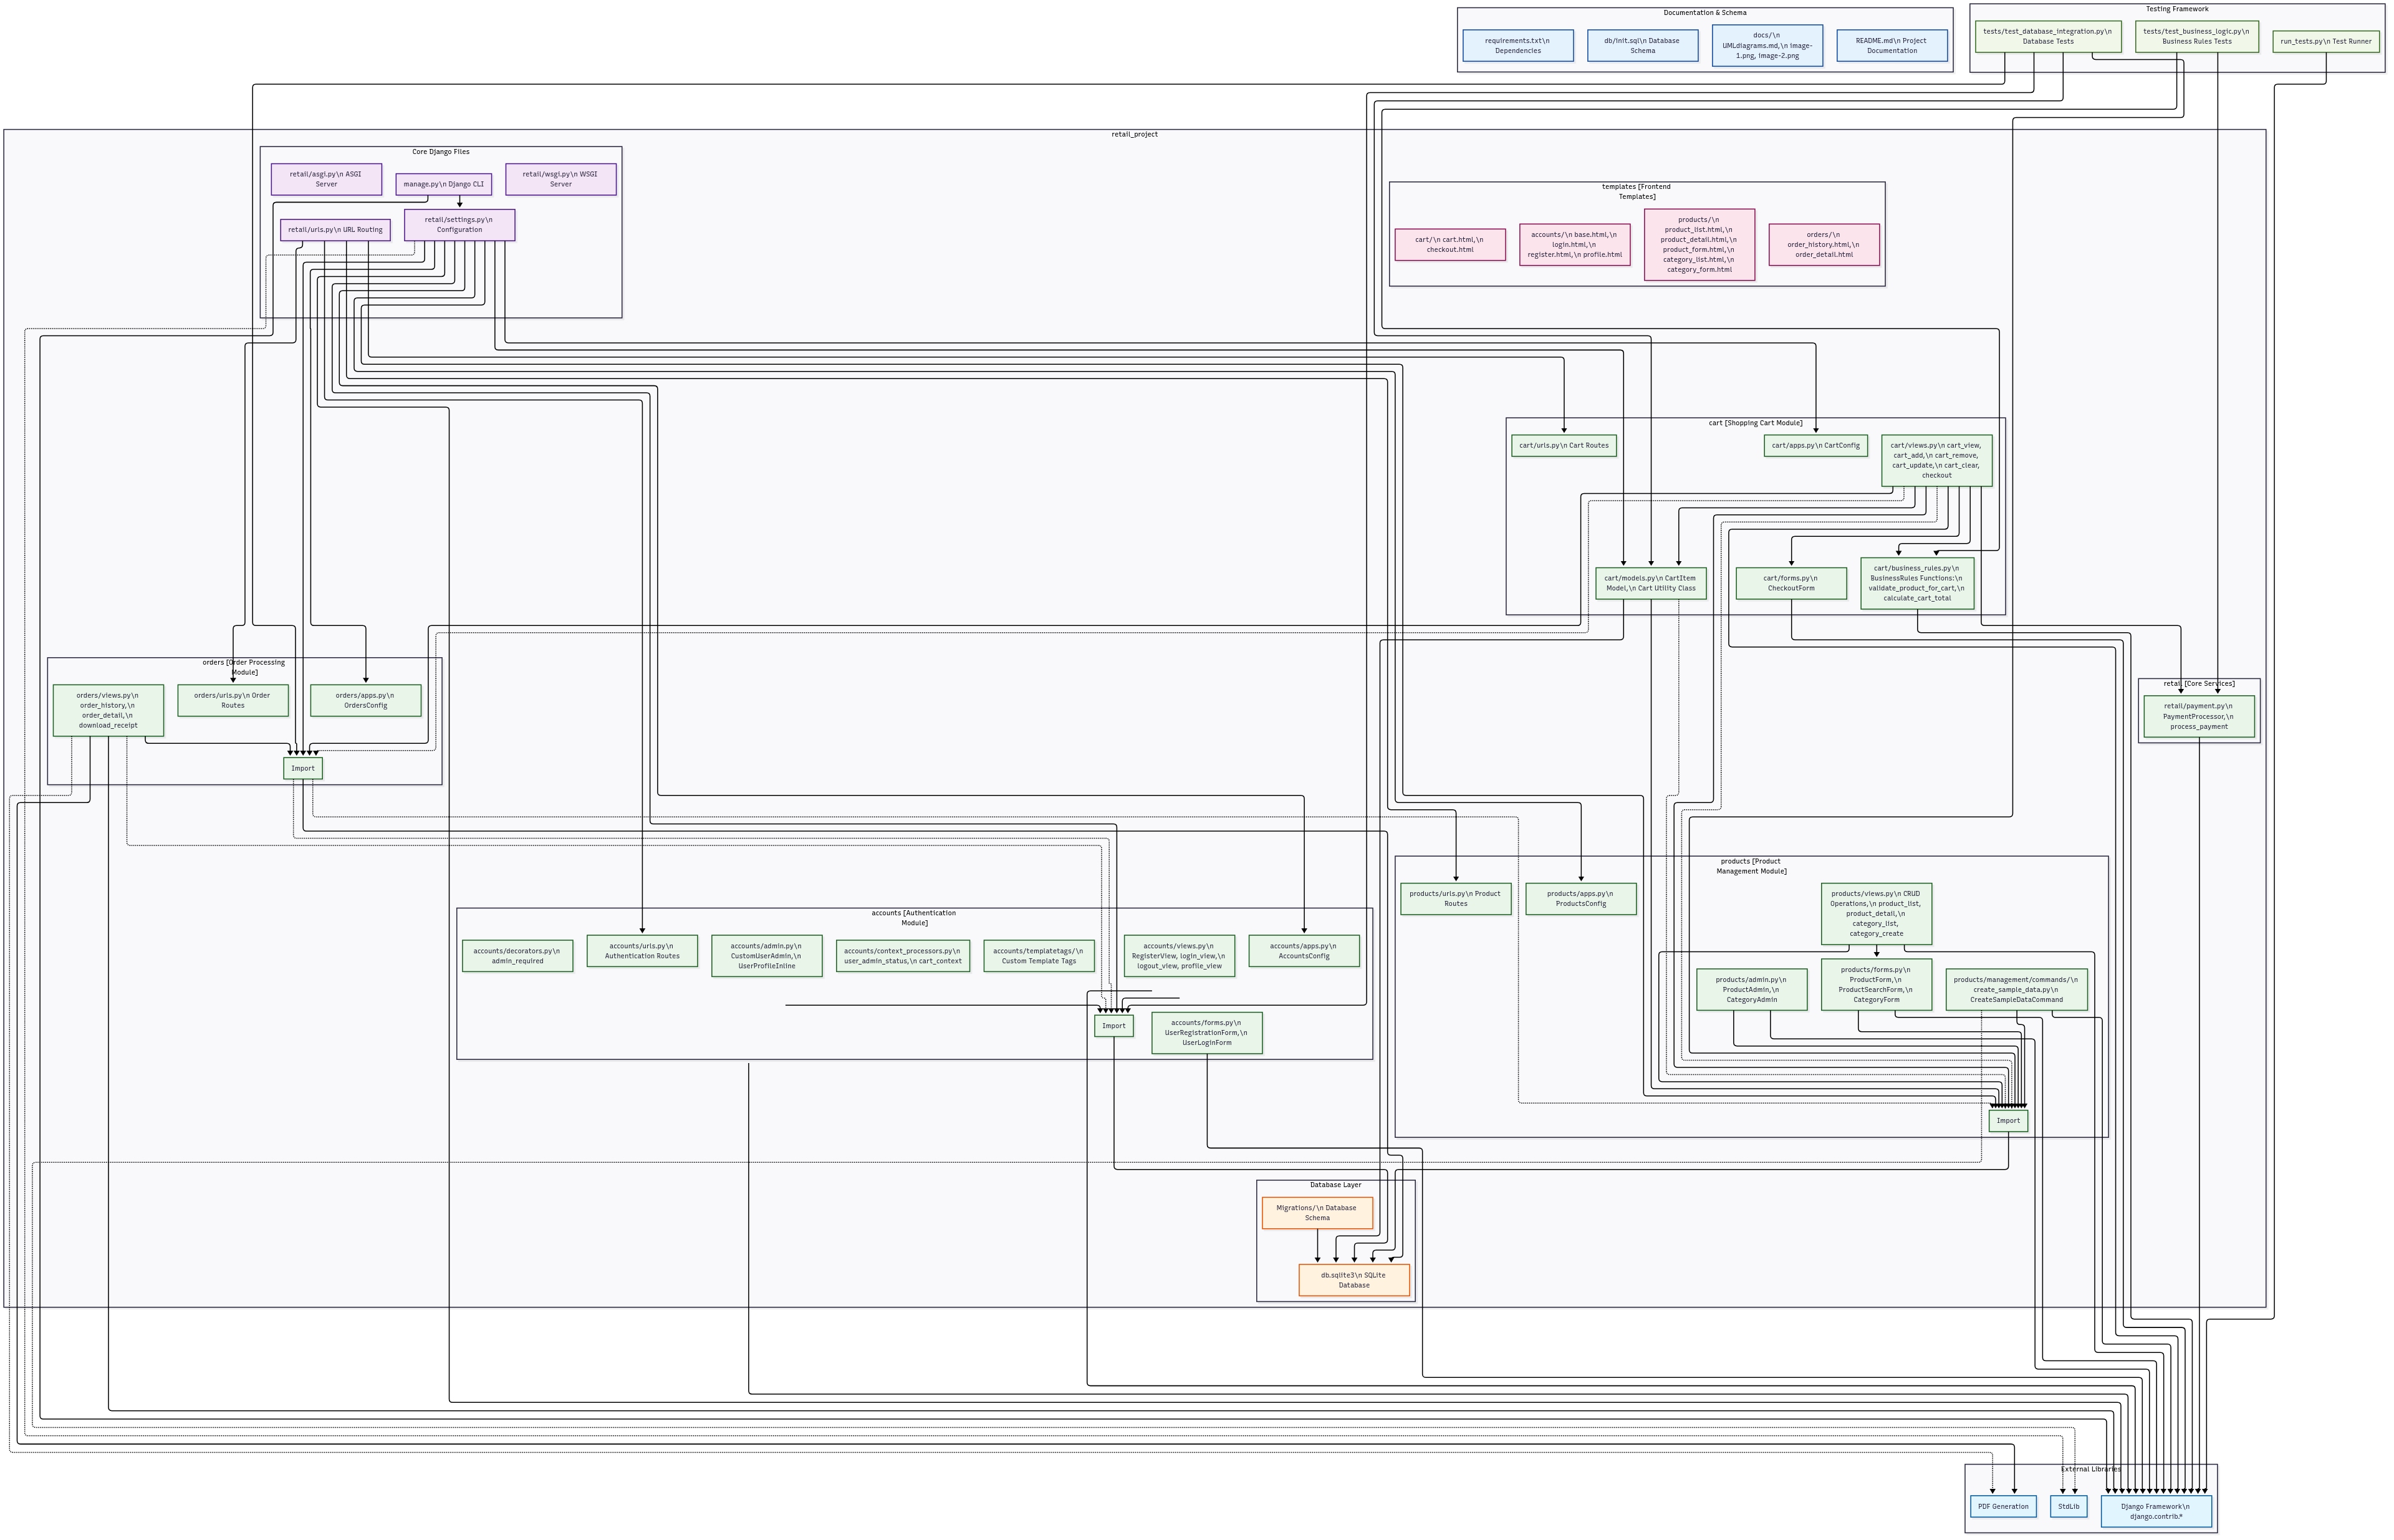 Documentation & Schema
requirements.txt\n
Dependencies
db/init.sql\n Database
Schema
docs/\n
UMLdiagrams.md,\n image-
1.png, image-2.png
README.md\n Project
Documentation
Testing Framework
tests/test_database_integration.py\n
Database Tests
tests/test_business_logic.py\n
Business Rules Tests
run_tests.py\n Test Runner
retail_project
Core Django Files
retail/asgi.py\n ASGI
Server
manage.py\n Django CLI
retail/wsgi.py\n WSGI
Server
retail/urls.py\n URL Routing
retail/settings.py\n
Configuration
templates [Frontend
Templates]
cart/\n cart.html,\n
checkout.html
accounts/\n base.html,\n
login.html,\n
register.html,\n profile.html
products/\n
product_list.html,\n
product_detail.html,\n
product_form.html,\n
category_list.html,\n
category_form.html
orders/\n
order_history.html,\n
order_detail.html
cart [Shopping Cart Module]
cart/urls.py\n Cart Routes
cart/apps.py\n CartConfig
cart/views.py\n cart_view,
cart_add,\n cart_remove,
cart_update,\n cart_clear,
checkout
cart/models.py\n CartItem
Model,\n Cart Utility Class
cart/forms.py\n
CheckoutForm
cart/business_rules.py\n
BusinessRules Functions:\n
validate_product_for_cart,\n
calculate_cart_total
orders [Order Processing
Module]
orders/views.py\n
order_history,\n
order_detail,\n
download_receipt
orders/urls.py\n Order
Routes
orders/apps.py\n
OrdersConfig
Import
retail [Core Services]
retail/payment.py\n
PaymentProcessor,\n
process_payment
accounts [Authentication
Module]
accounts/decorators.py\n
admin_required
accounts/urls.py\n
Authentication Routes
accounts/admin.py\n
CustomUserAdmin,\n
UserProfileInline
accounts/context_processors.py\n
user_admin_status,\n cart_context
accounts/templatetags/\n
Custom Template Tags
accounts/views.py\n
RegisterView, login_view,\n
logout_view, profile_view
accounts/apps.py\n
AccountsConfig
Import
accounts/forms.py\n
UserRegistrationForm,\n
UserLoginForm
products [Product
Management Module]
products/urls.py\n Product
Routes
products/apps.py\n
ProductsConfig
products/views.py\n CRUD
Operations,\n product_list,
product_detail,\n
category_list,
category_create
products/admin.py\n
ProductAdmin,\n
CategoryAdmin
products/forms.py\n
ProductForm,\n
ProductSearchForm,\n
CategoryForm
products/management/commands/\n
create_sample_data.py\n
CreateSampleDataCommand
Import
Database Layer
Migrations/\n Database
Schema
db.sqlite3\n SQLite
Database
External Libraries
PDF Generation
StdLib
Django Framework\n
django.contrib.*